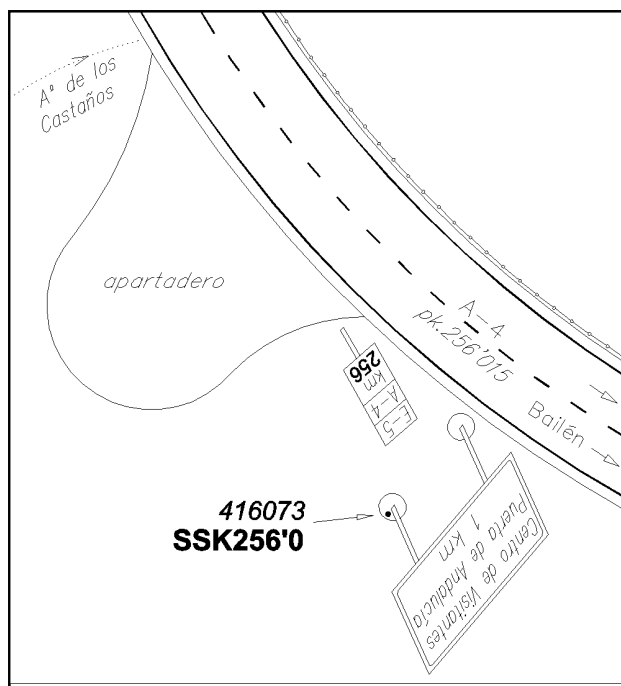 Aº de los
Castaños
apartadero
A-4
pk.256'015
Bailén
256
km
A-4
E-5
416073
SSK256'0
Centro de Visitantes
Puerta de Andalucía
1 km